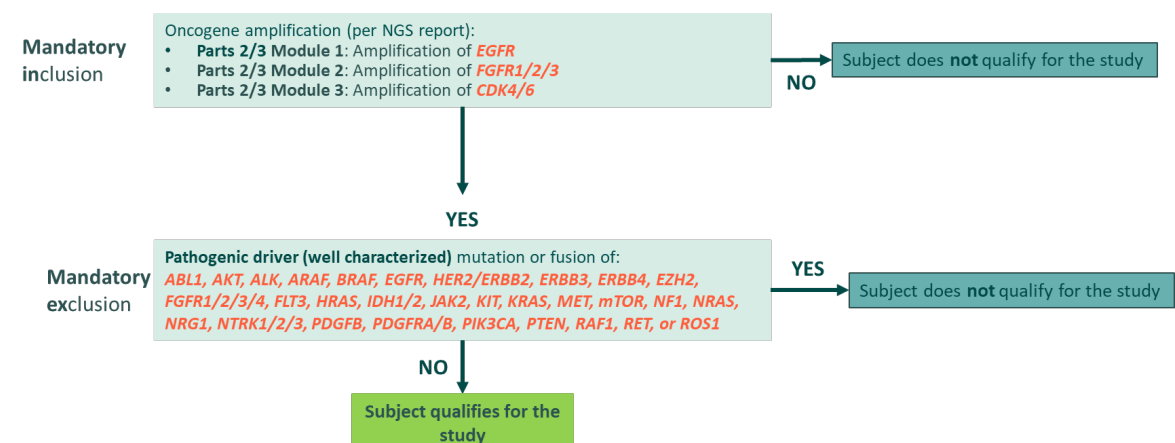 Mandatory
inclusion
Oncogene amplification (per NGS report):
• Parts 2/3 Module 1: Amplification of EGFR
• Parts 2/3 Module 2: Amplification of FGFR1/2/3
• Parts 2/3 Module 3: Amplification of CDK4/6
NO
Subject does not qualify for the study
YES
Mandatory
exclusion
Pathogenic driver (well characterized) mutation or fusion of:
ABL1, AKT, ALK, ARAF, BRAF, EGFR, HER2/ERBB2, ERBB3, ERBB4, EZH2,
FGFR1/2/3/4, FLT3, HRAS, IDH1/2, JAK2, KIT, KRAS, MET, mTOR, NF1, NRAS,
NRG1, NTRK1/2/3, PDGFB, PDGFRA/B, PIK3CA, PTEN, RAF1, RET, or ROS1
YES
Subject does not qualify for the study
NO
Subject qualifies for the
study